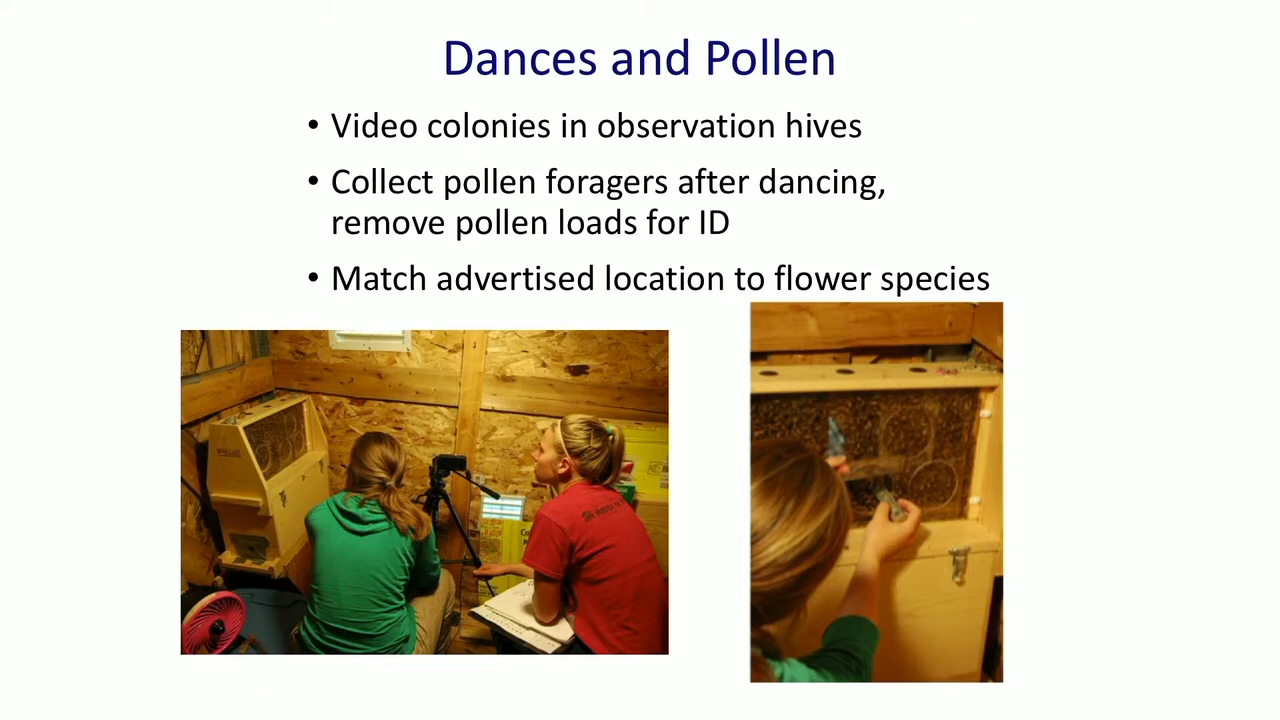 Dances and Pollen
• Video colonies in observation hives
• Collect pollen foragers after dancing,
remove pollen loads for ID
• Match advertised location to flower species